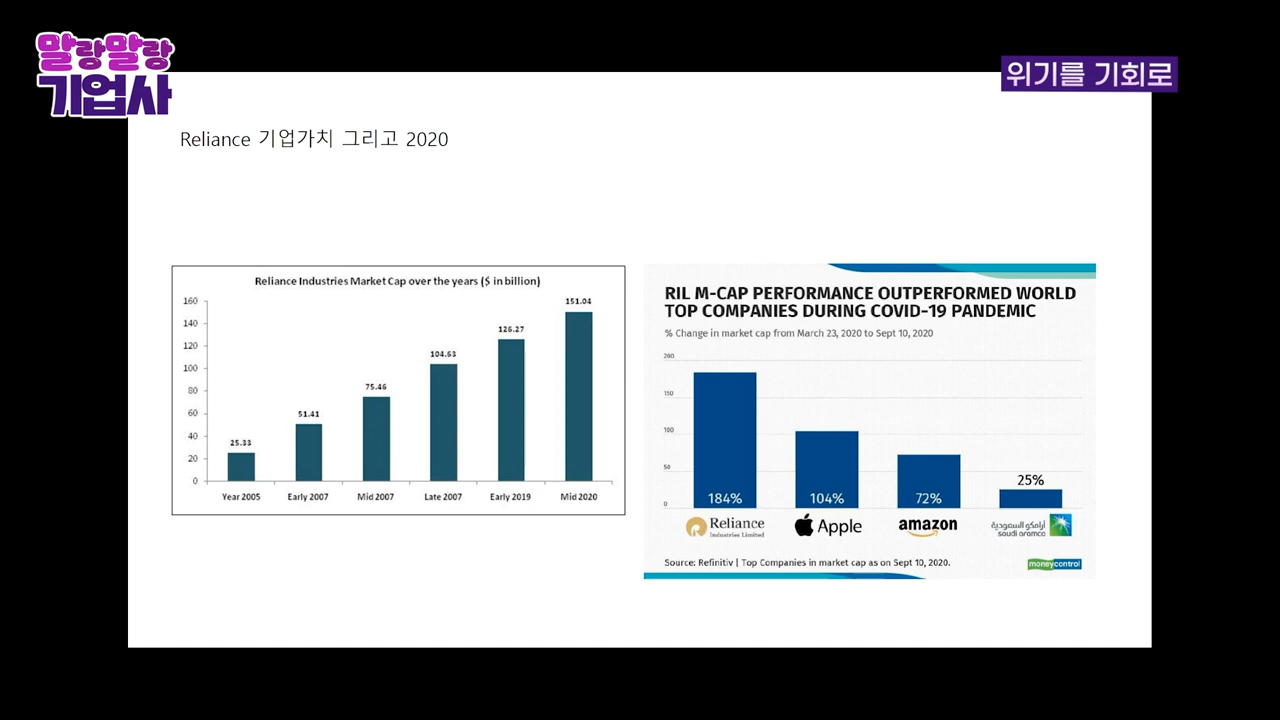 말랑말랑
기업사
위기를 기회로
Reliance 기업가치 그리고 2020
Reliance Industries Market Cap over the years ($ in billion)
160
140
120
100
80
60
40
20
0
25.33
51.41
75.46
104.63
126.27
151.04
Year 2005
Early 2007
Mid 2007
Late 2007
Early 2019
Mid 2020
RIL M-CAP PERFORMANCE OUTPERFORMED WORLD
TOP COMPANIES DURING COVID-19 PANDEMIC
% Change in market cap from March 23, 2020 to Sept 10, 2020
200
150
100
50
0
184%
104%
72%
25%
Reliance
Industries Limited
Apple
amazon
أرامكو السعودية
saudi aramco
Source: Refinitiv | Top Companies in market cap as on Sept 10, 2020.
moneycontrol